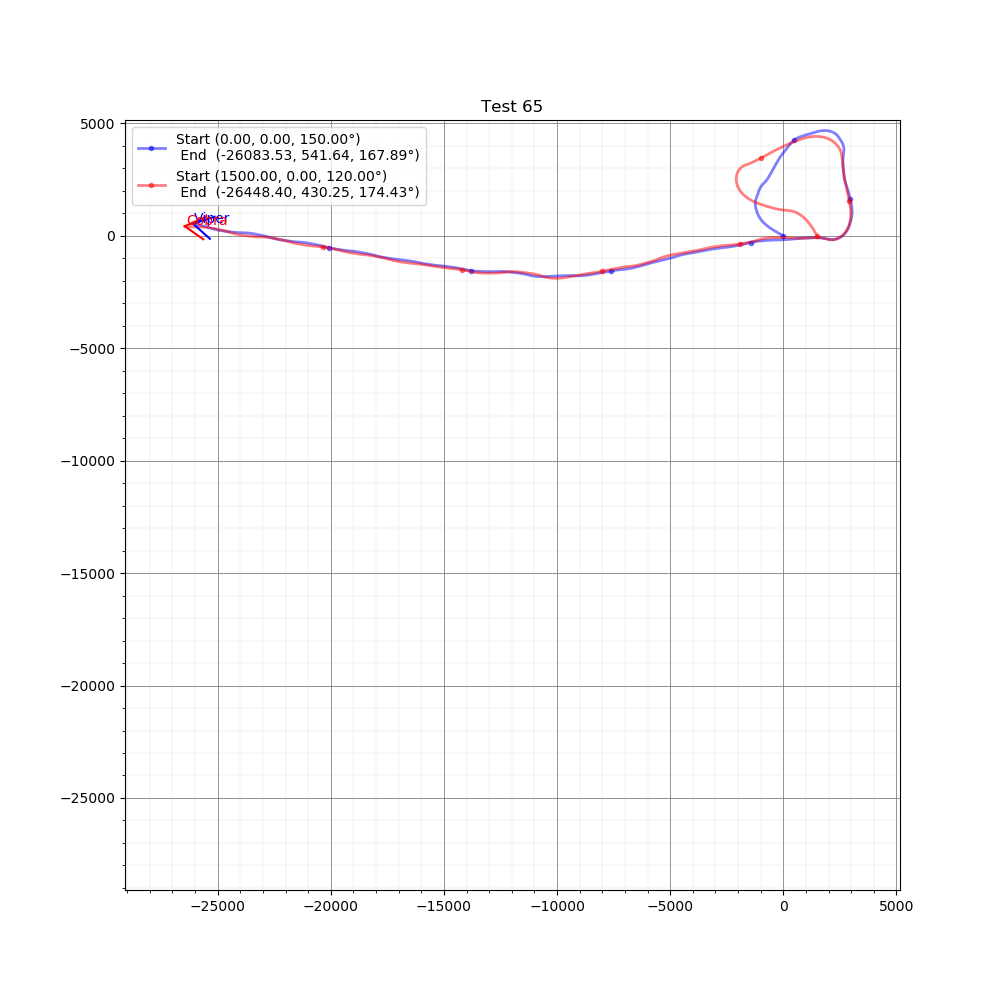 Test 65
Start (0.00, 0.00, 150.00°)
End (-26083.53, 541.64, 167.89°)
Start (1500.00, 0.00, 120.00°)
End (-26448.40, 430.25, 174.43°)
Viper
5000
0
−5000
−10000
−15000
−20000
−25000
−25000
−20000
−15000
−10000
−5000
0
5000